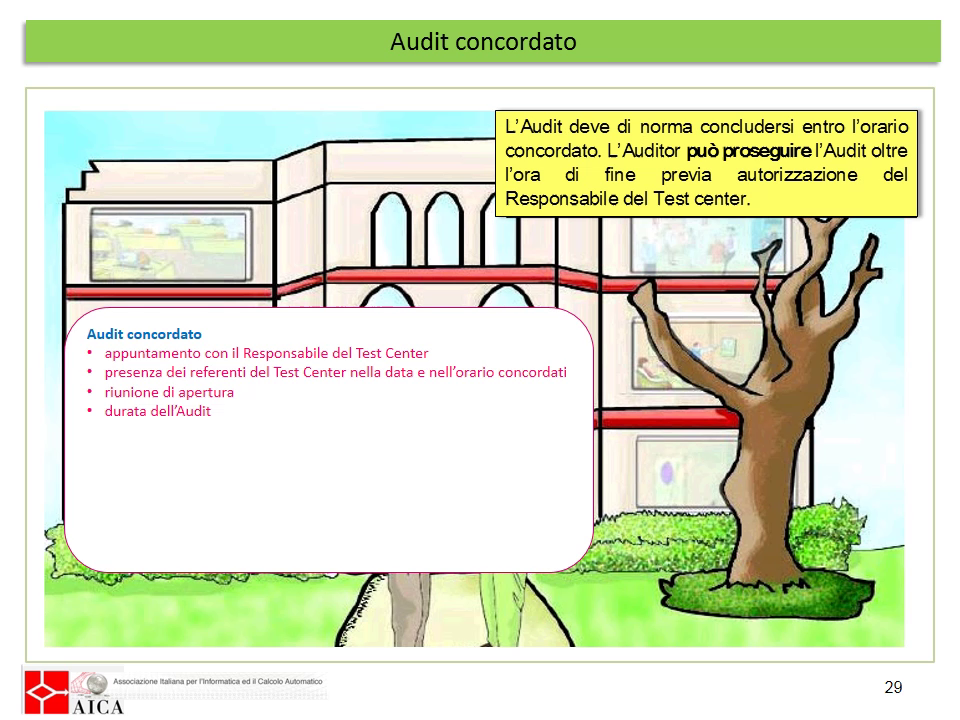 Audit concordato
L'Audit deve di norma concludersi entro l'orario
concordato. L'Auditor può proseguire l'Audit oltre
l'ora di fine previa autorizzazione del
Responsabile del Test center.
Audit concordato
• appuntamento con il Responsabile del Test Center
• presenza dei referenti del Test Center nella data e nell'orario concordati
• riunione di apertura
• durata dell'Audit
Associazione Italiana per l'Informatica ed il Calcolo Automatico
AICA
29